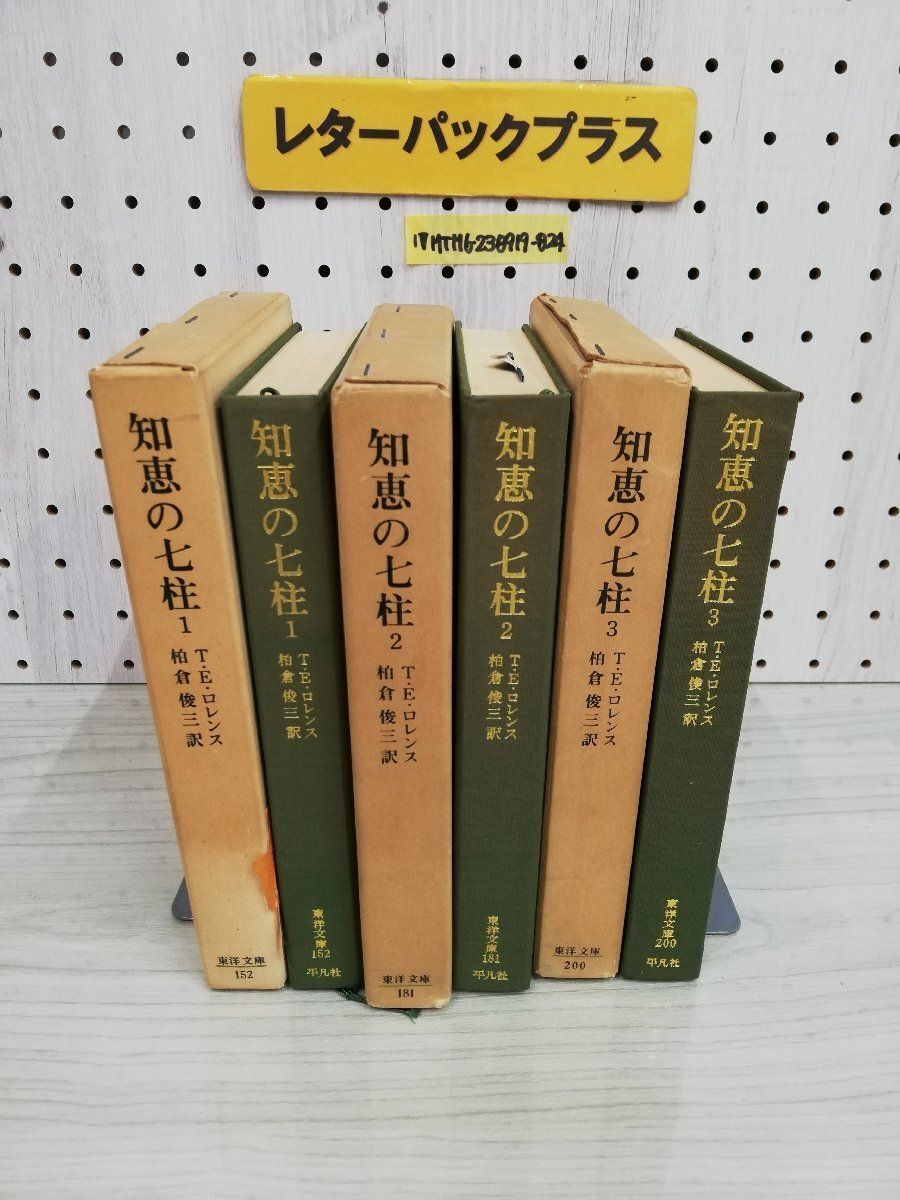 レターパックプラス
知恵の七柱 1
T・E・ロレンス
柏倉俊三訳
東洋文庫
152
知恵の七柱 1
T・E・ロレンス
柏倉俊三訳
東洋文庫
152
平凡社
知恵の七柱 2
T・E・ロレンス
柏倉俊三訳
東洋文庫
181
知恵の七柱 2
T・E・ロレンス
柏倉俊三訳
東洋文庫
181
平凡社
知恵の七柱 3
T・E・ロレンス
柏倉俊三訳
東洋文庫
200
知恵の七柱 3
T・E・ロレンス
柏倉俊三訳
東洋文庫
200
平凡社